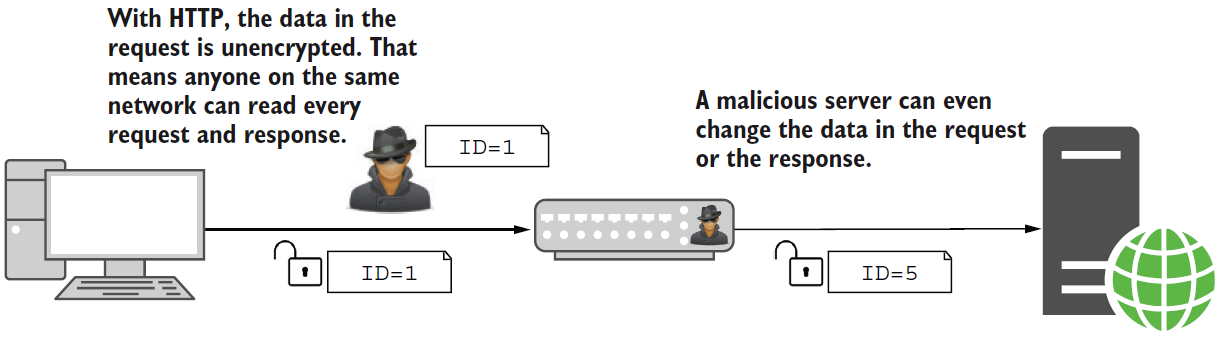 With HTTP, the data in the
request is unencrypted. That
means anyone on the same
network can read every
request and response.
ID=1
A malicious server can even
change the data in the request
or the response.
ID=1
ID=5